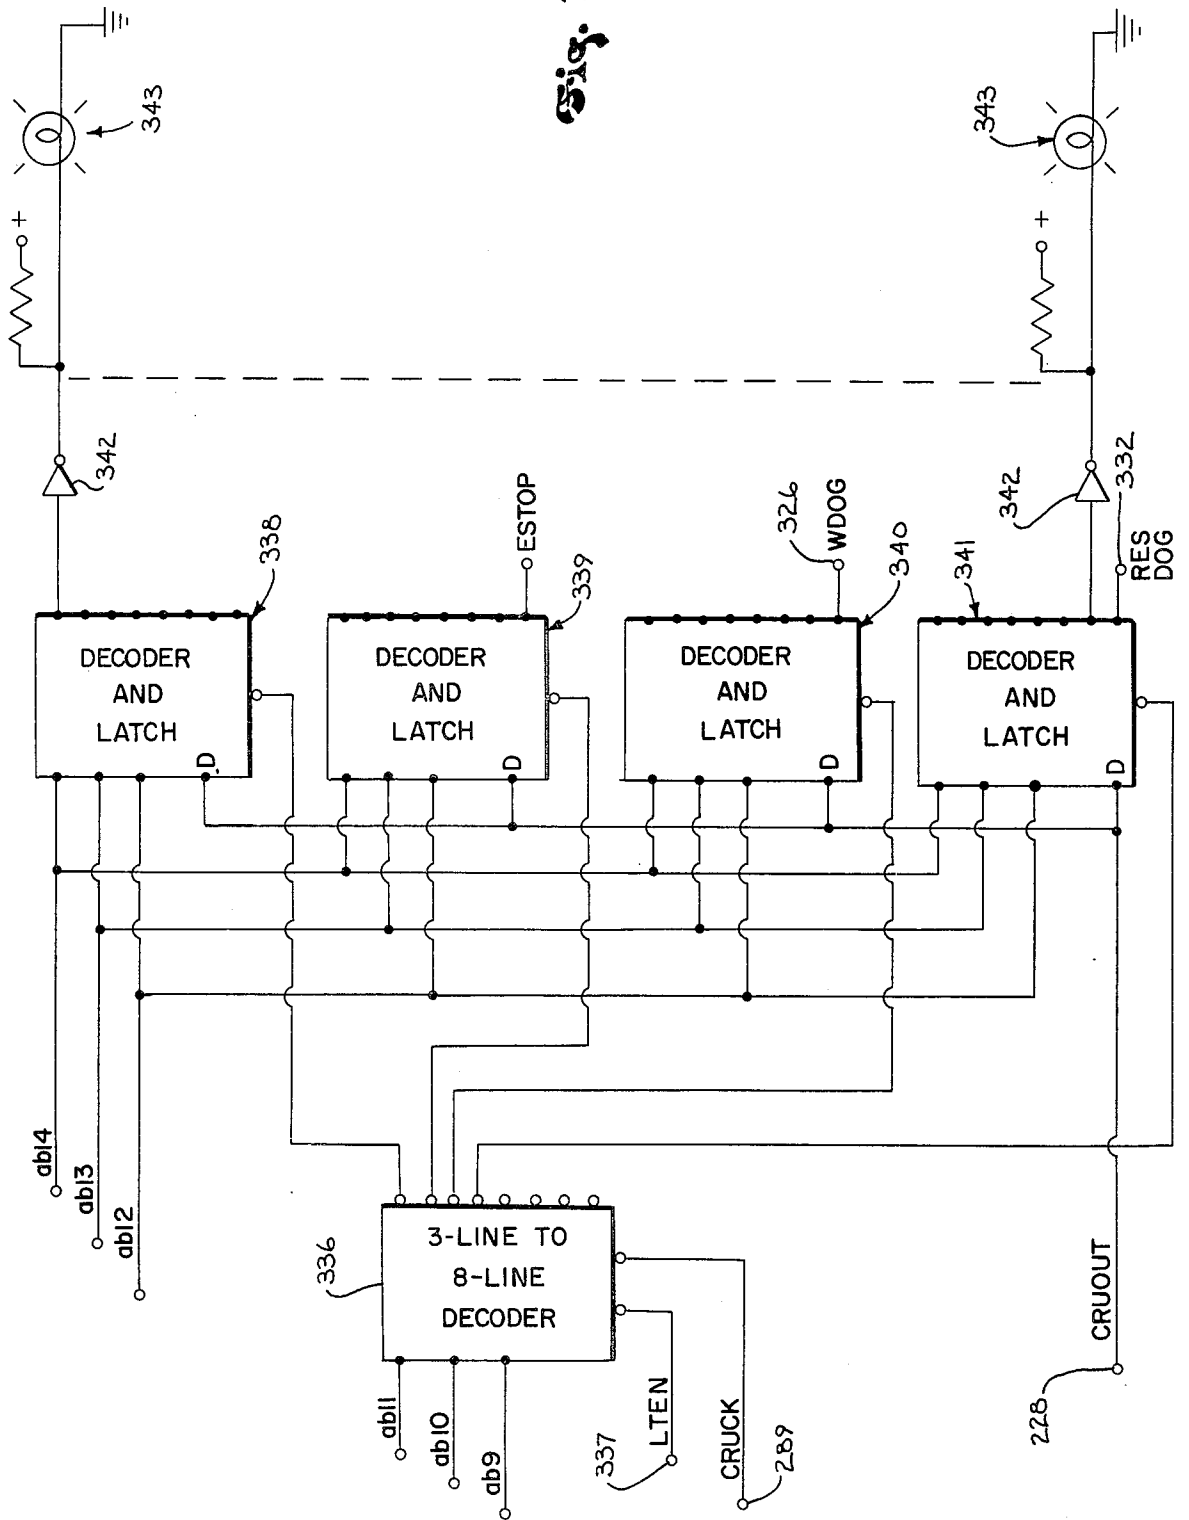 Fig.
343
343
+
+
342
342
332
RES
DOG
338
ESTOP
339
326
WDOG
340
341
DECODER
AND
LATCH
D
DECODER
AND
LATCH
D
DECODER
AND
LATCH
D
DECODER
AND
LATCH
D
ab14
ab13
ab12
336
3-LINE TO
8-LINE
DECODER
ab11
ab10
ab9
LTEN
337
CRUCK
289
CRUOUT
228